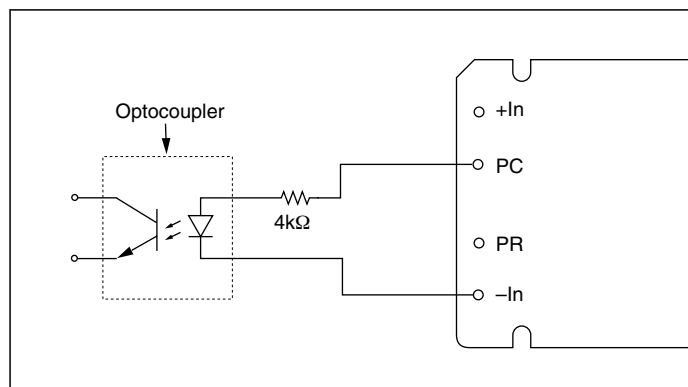 Optocoupler
4kΩ
+In
PC
PR
–In